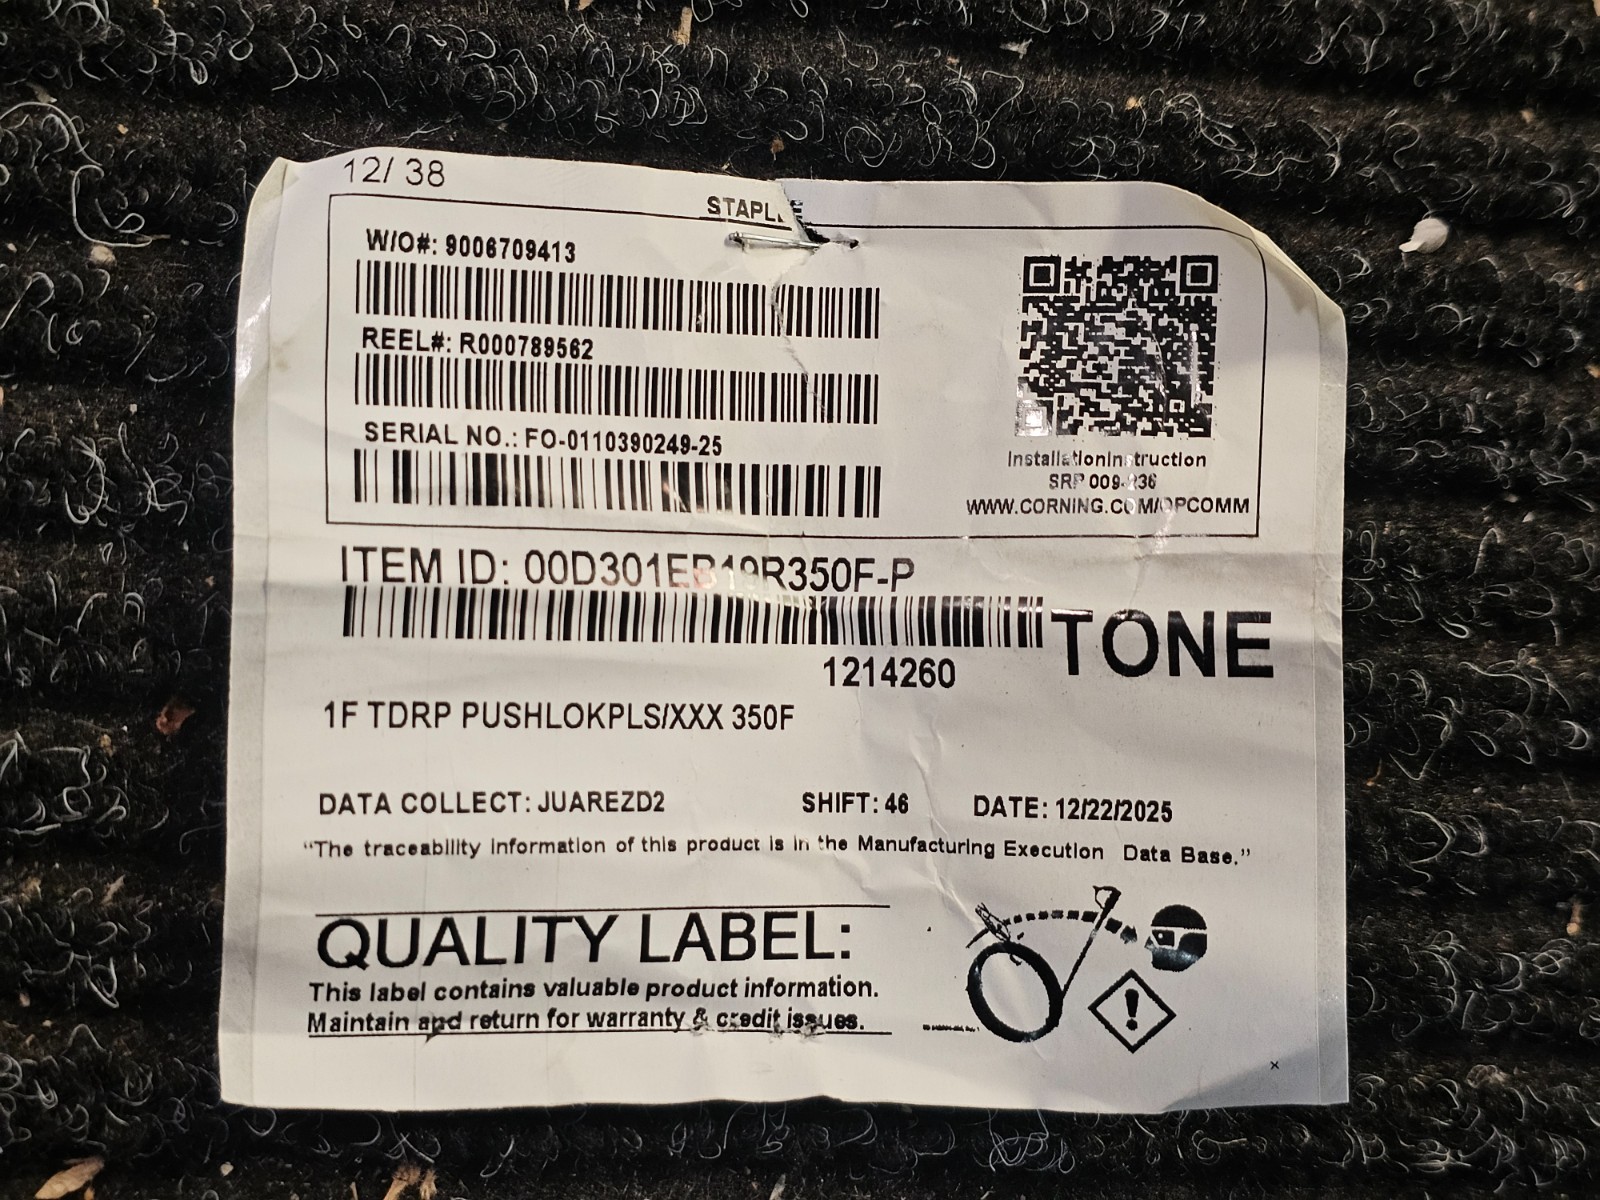 12/ 38
W/O#: 9006709413
REEL#: R000789562
SERIAL NO.: FO-0110390249-25
InstallationInstruction
SRP
WWW.CORNING.COM/OPCOMM
ITEM ID:
TONE
1214260
1F TDRP PUSHLOKPLS/XXX 350F
DATA COLLECT: JUAREZD2
SHIFT: 46
DATE: 12/22/2025
"The traceability information of this product is in the Manufacturing Execution Data Base."
QUALITY LABEL:
This label contains valuable product information.
Maintain and return for warranty & credit issues.
!
x